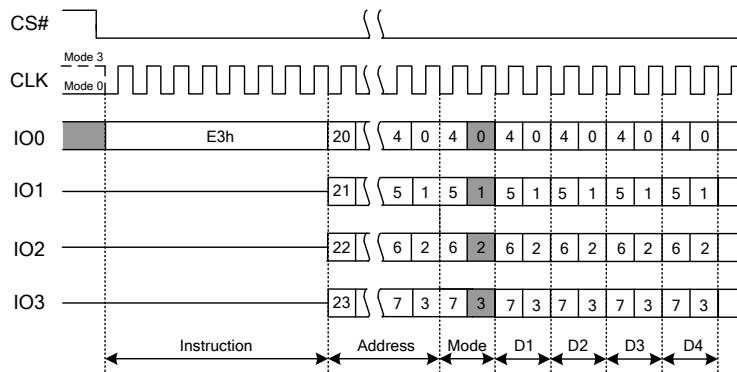 CS#
Mode 3
CLK
Mode 0
IO0 E3h 20 4 0 4 0 4 0 4 0 4 0 4 0
IO1 21 5 1 5 1 5 1 5 1 5 1 5 1
IO2 22 6 2 6 2 6 2 6 2 6 2 6 2
IO3 23 7 3 7 3 7 3 7 3 7 3 7 3
Instruction Address Mode D1 D2 D3 D4